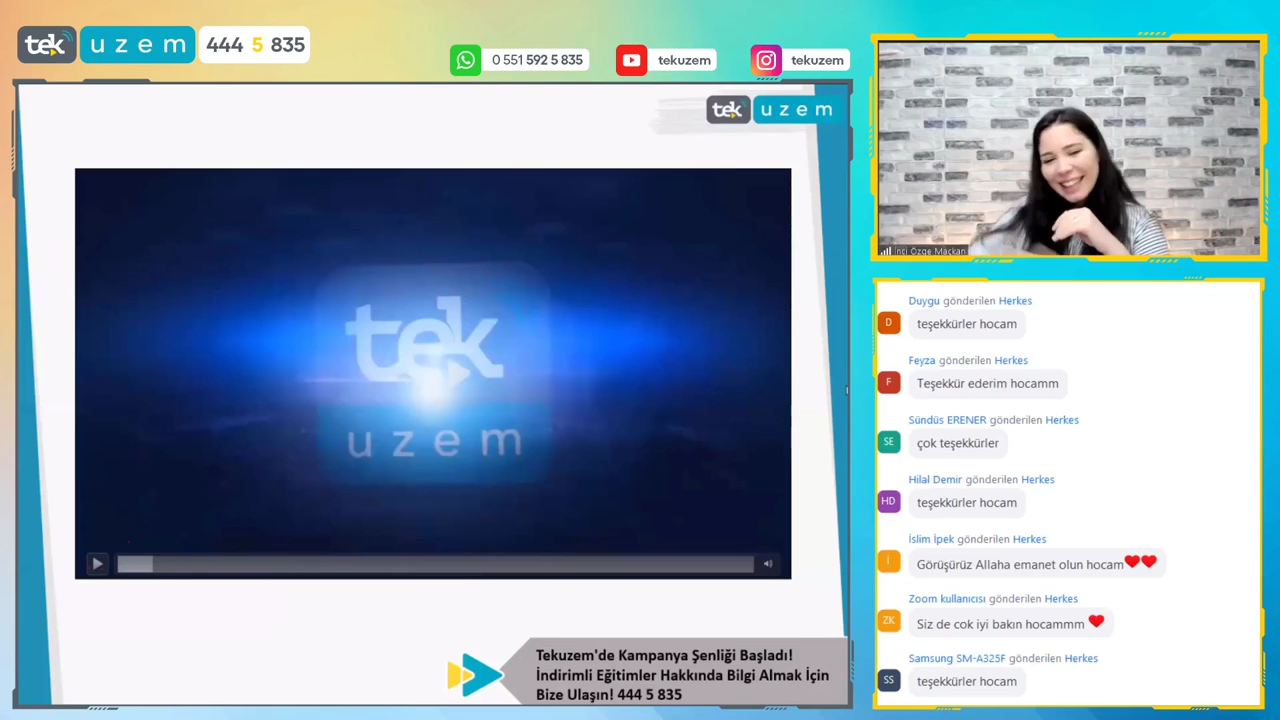 tek uzem 444 5 835
0 551 592 5 835
tekuzem
tekuzem
tek uzem
tek
uzem
Tekuzem'de Kampanya Şenliği Başladı!
İndirimli Eğitimler Hakkında Bilgi Almak İçin
Bize Ulaşın! 444 5 835
İnci Özge Maçkan
Duygu gönderilen Herkes
D
teşekkürler hocam
Feyza gönderilen Herkes
F
Teşekkür ederim hocamm
Sündüs ERENER gönderilen Herkes
SE
çok teşekkürler
Hilal Demir gönderilen Herkes
HD
teşekkürler hocam
İslim İpek gönderilen Herkes
İ
Görüşürüz Allaha emanet olun hocam❤❤
Zoom kullanıcısı gönderilen Herkes
ZK
Siz de cok iyi bakın hocammm ❤
Samsung SM-A325F gönderilen Herkes
SS
teşekkürler hocam